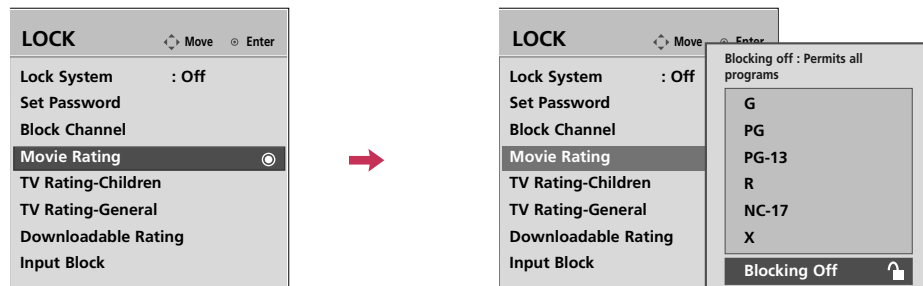 LOCK
Move
Enter
Lock System : Off
Set Password
Block Channel
Movie Rating
TV Rating-Children
TV Rating-General
Downloadable Rating
Input Block
LOCK
Move
Enter
Lock System : Off
Set Password
Block Channel
Movie Rating
TV Rating-Children
TV Rating-General
Downloadable Rating
Input Block
Blocking off : Permits all
programs
G
PG
PG-13
R
NC-17
X
Blocking Off